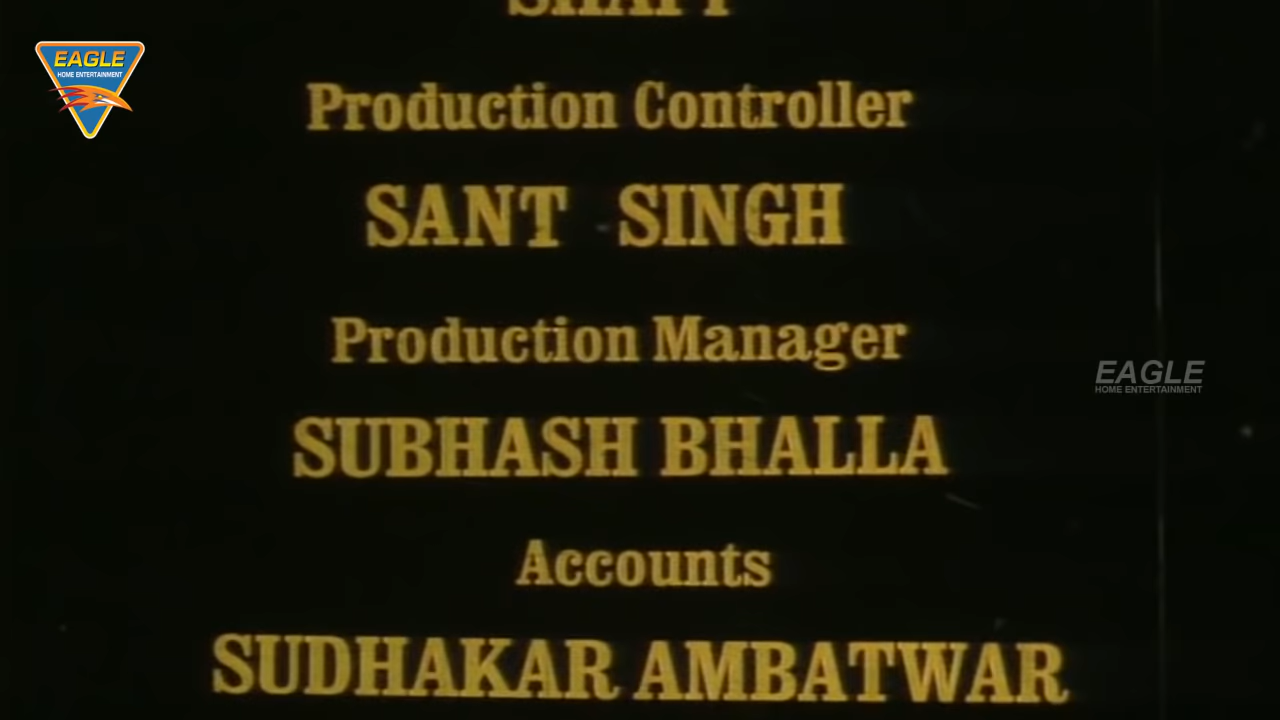 EAGLE
HOME ENTERTAINMENT
Production Controller
SANT SINGH
Production Manager
SUBHASH BHALLA
EAGLE
HOME ENTERTAINMENT
Accounts
SUDHAKAR AMBATWAR